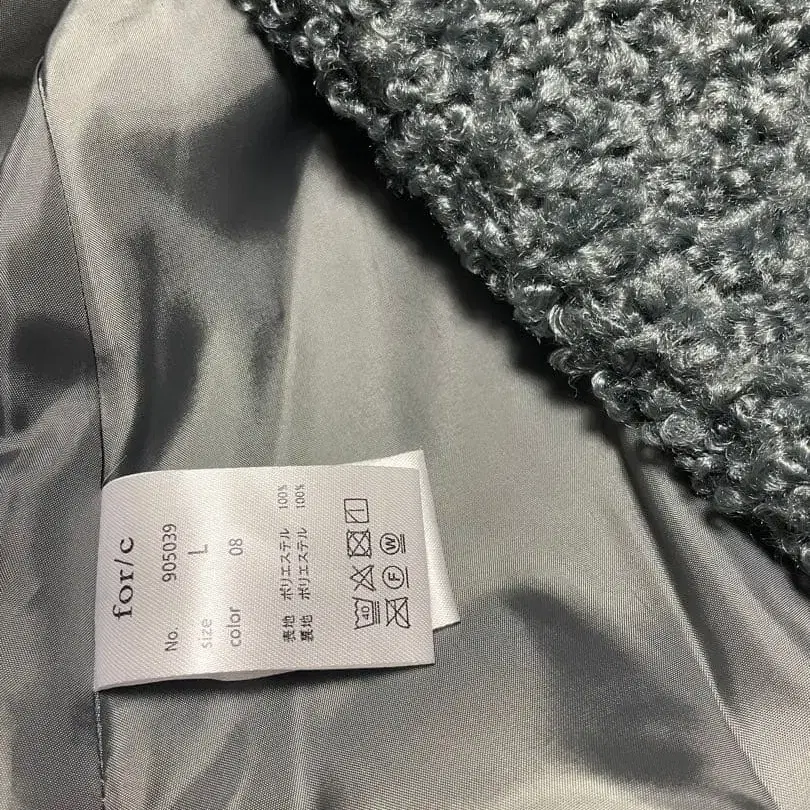 for/c
No. 905039
size L
color 08
表地 ポリエステル 100%
裏地 ポリエステル 100%
40
F W